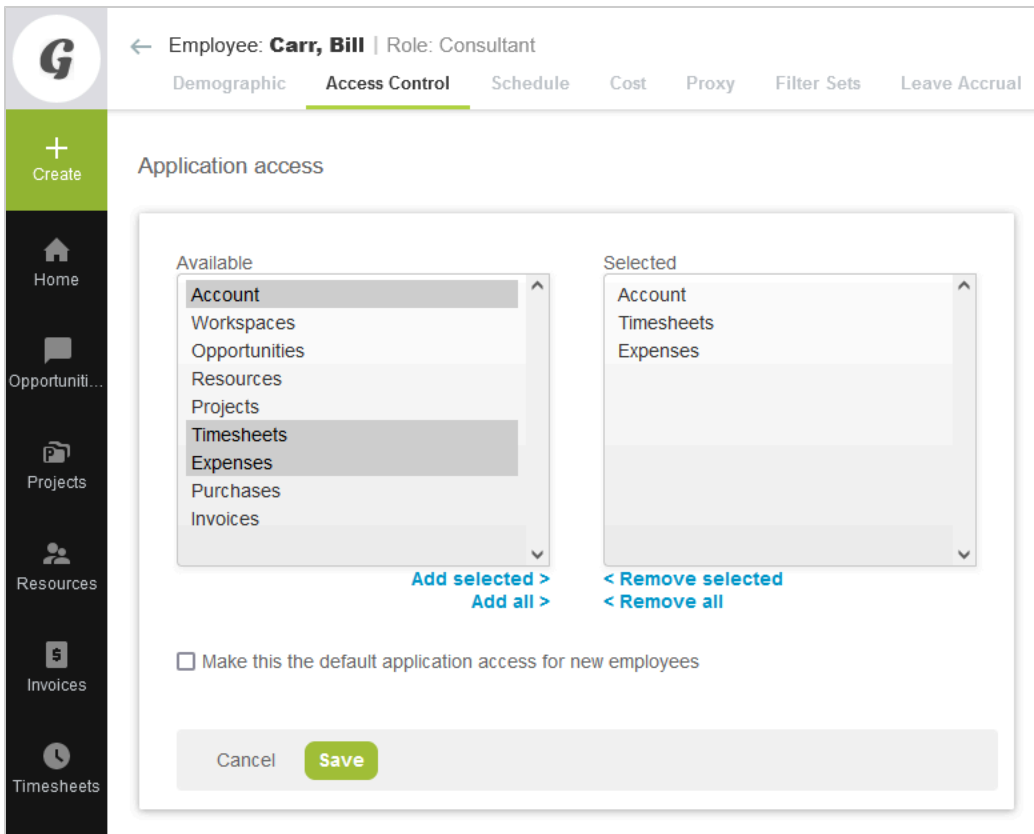 G
Employee: Carr, Bill | Role: Consultant
Demographic Access Control Schedule Cost Proxy Filter Sets Leave Accrual
Create
Home
Opportuniti...
Projects
Resources
Invoices
Timesheets
Application access
Available
Account
Workspaces
Opportunities
Resources
Projects
Timesheets
Expenses
Purchases
Invoices
Add selected >
Add all >
Selected
Account
Timesheets
Expenses
< Remove selected
< Remove all
Make this the default application access for new employees
Cancel Save